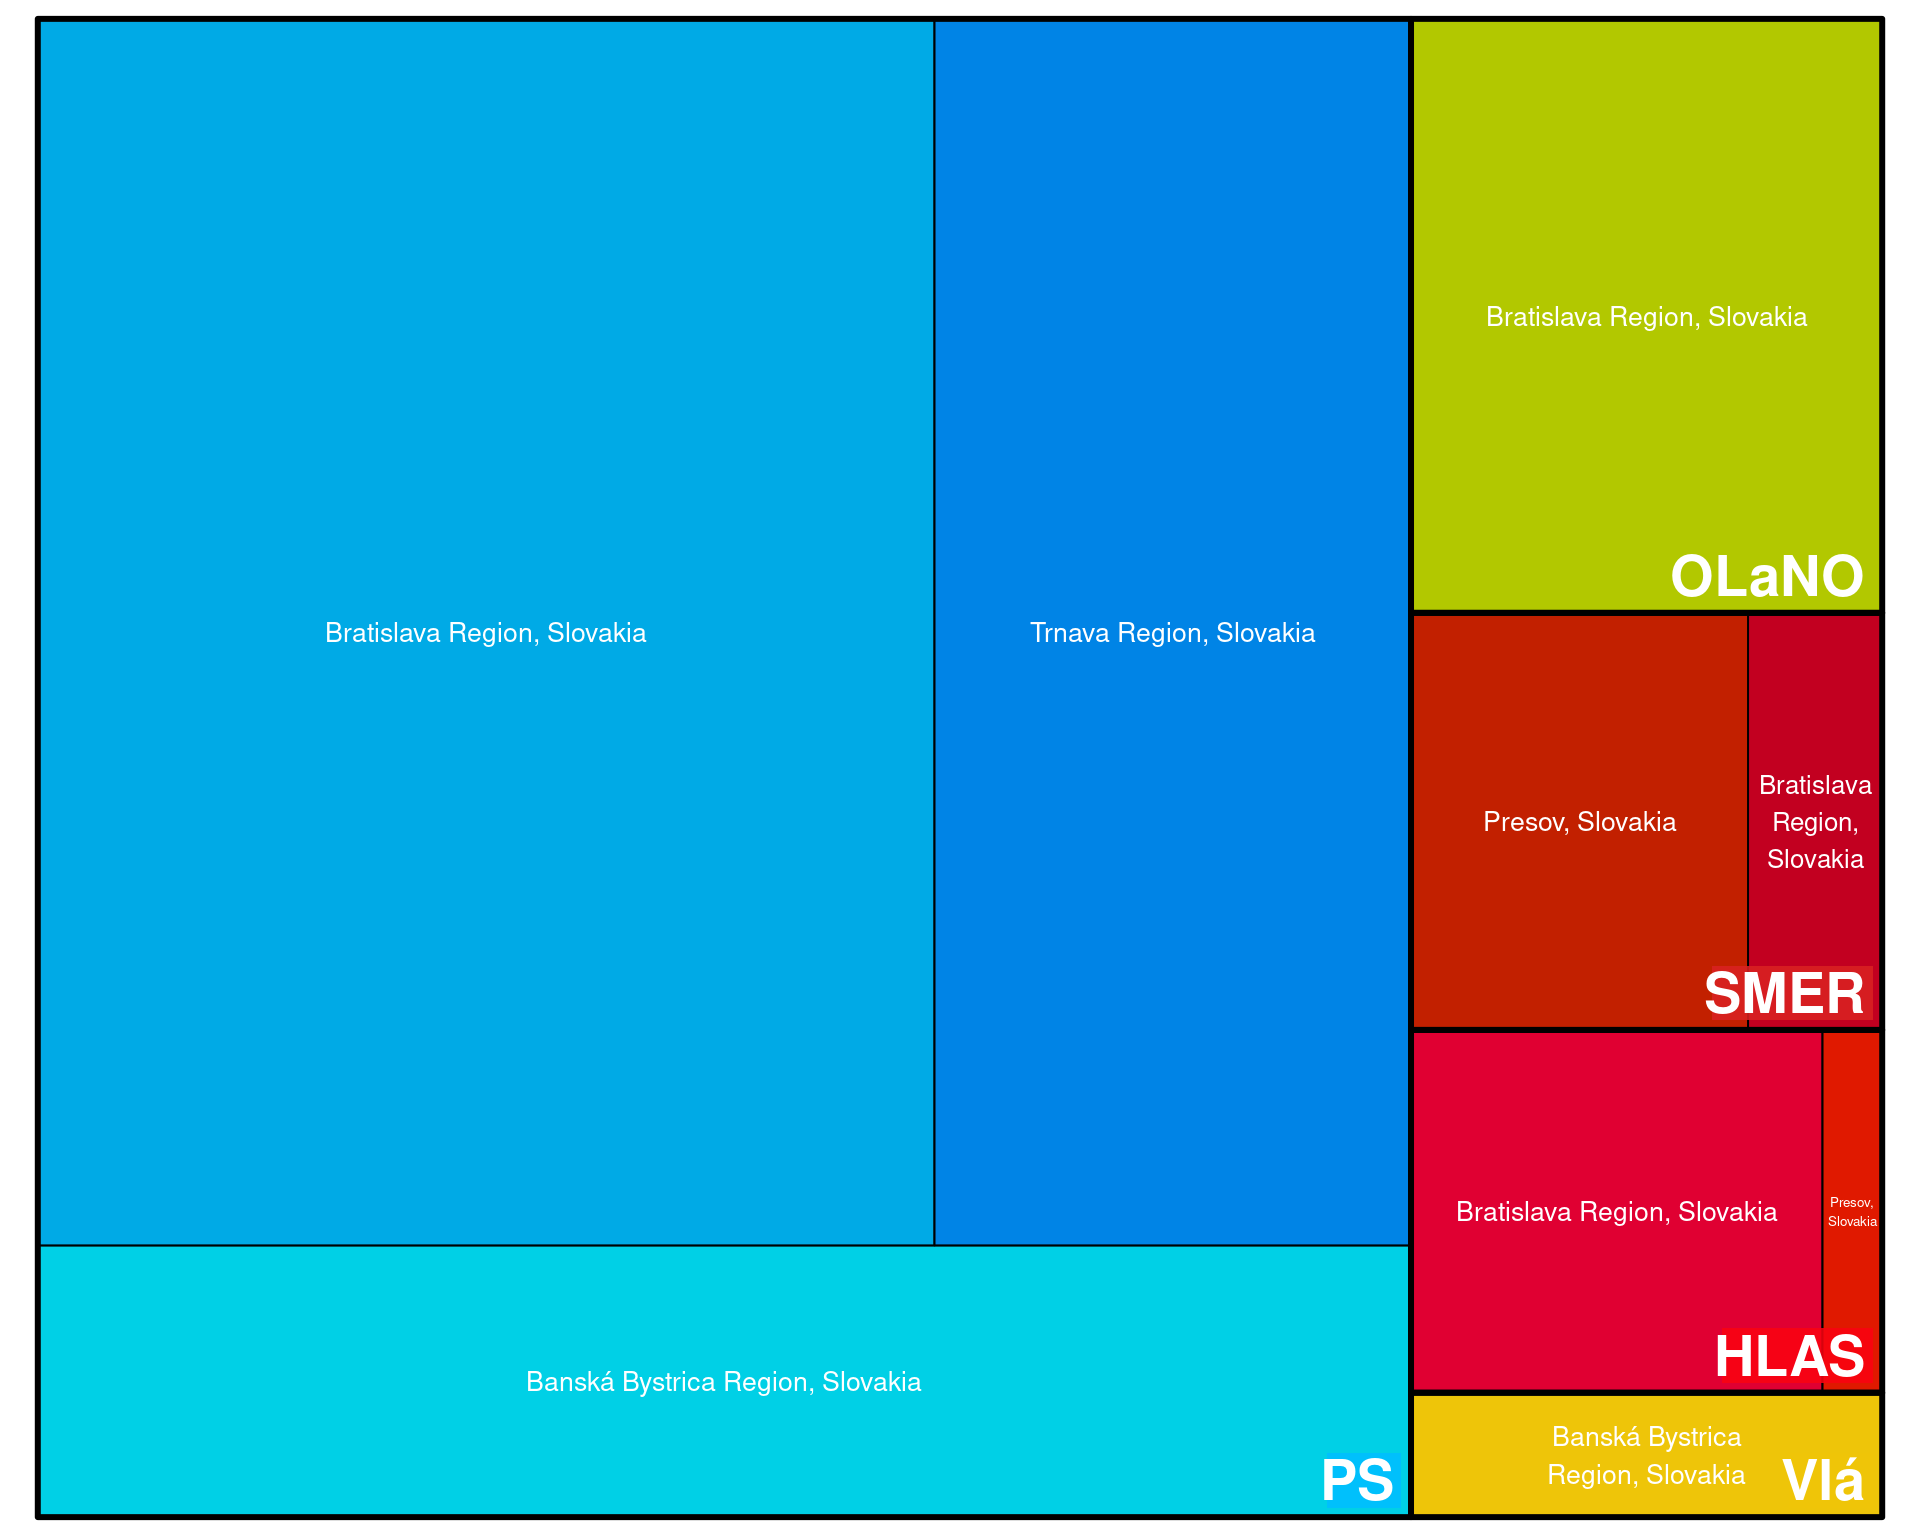 Bratislava Region, Slovakia
Trnava Region, Slovakia
Banská Bystrica Region, Slovakia
PS
Bratislava Region, Slovakia
OLaNO
Presov, Slovakia
Bratislava
Region,
Slovakia
SMER
Bratislava Region, Slovakia
Presov,
Slovakia
HLAS
Banská Bystrica
Region, Slovakia
Vlá